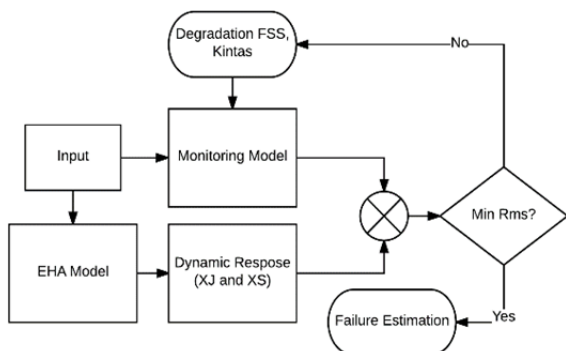 Degradation FSS,
Kintas
No
Input
Monitoring Model
Min Rms?
EHA Model
Dynamic Respose
(XJ and XS)
Yes
Failure Estimation